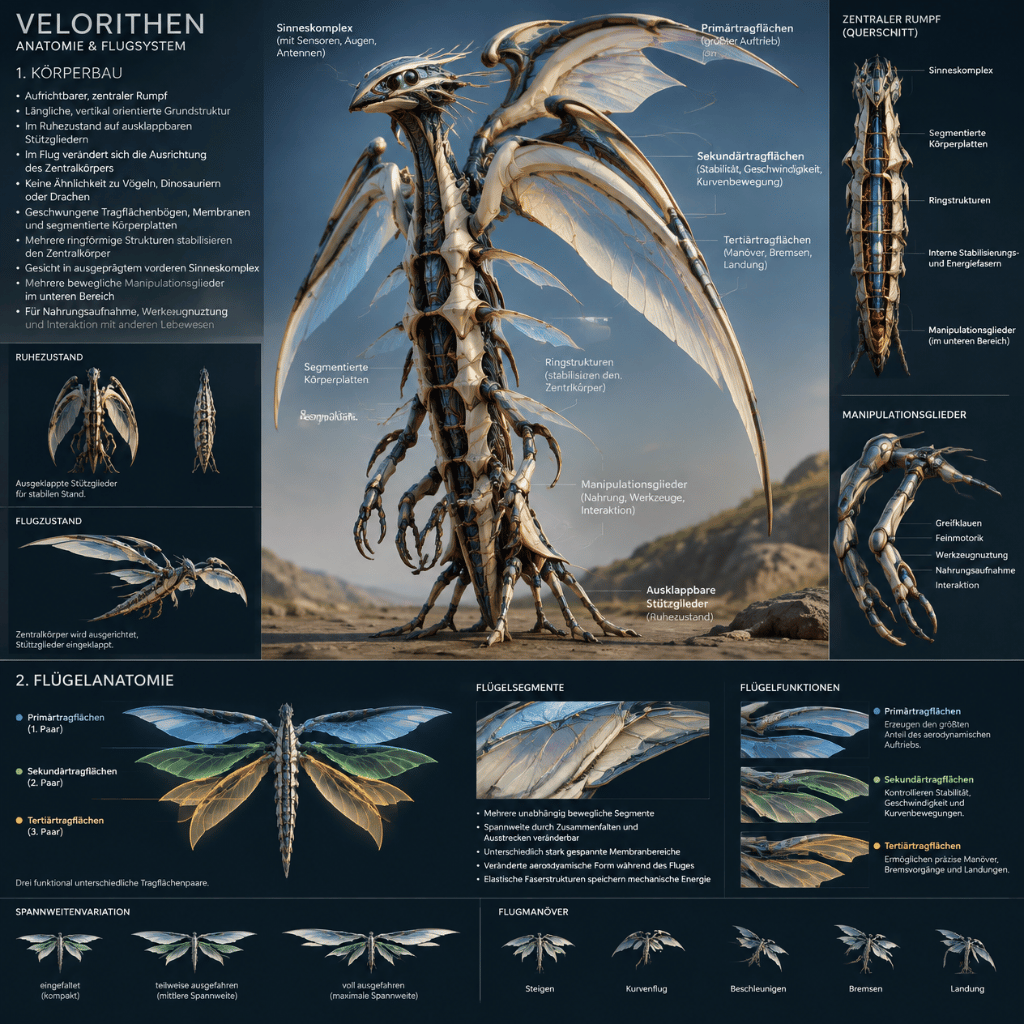 VELORITHEN
ANATOMIE & FLUGSYSTEM
1. KÖRPERBAU
• Aufrichtbarer, zentraler Rumpf
• Längliche, vertikal orientierte Grundstruktur
• Im Ruhezustand auf ausklappbaren
Stützgliedern
• Im Flug verändert sich die Ausrichtung
des Zentralkörpers
• Keine Ähnlichkeit zu Vögeln, Dinosauriern
oder Drachen
• Geschwungene Tragflächenbögen, Membranen
und segmentierte Körperplatten
• Mehrere ringförmige Strukturen stabilisieren
den Zentralkörper
• Gesicht in ausgeprägtem vorderen Sinneskomplex
• Mehrere bewegliche Manipulationsglieder
im unteren Bereich
• Für Nahrungsaufnahme, Werkeugnuztung
und Interaktion mit anderen Lebewesen
RUHEZUSTAND
Ausgeklappte Stützglieder
für stabilen Stand.
FLUGZUSTAND
Zentralkörper wird ausgerichtet,
Stützglieder eingeklappt.
Sinneskomplex
(mit Sensoren, Augen,
Antennen)
Primärtragflächen
(größter Auftrieb)
Sekundärtragflächen
(Stabilität, Geschwindigkeit,
Kurvenbewegung)
Tertiärtragflächen
(Manöver, Bremsen,
Landung)
Segmentierte
Körperplatten
Ringstrukturen
(stabilisieren den.
Zentrlkörper)
Manipulationsglieder
(Nahrung, Werkzeuge,
Interaktion)
Ausklappbare
Stützglieder
(Ruhezustand)
ZENTRALER RUMPF
(QUERSCHNITT)
Sinneskomplex
Segmentierte
Körperplatten
Ringstrukturen
Interne Stabilisierungs-
und Energiefasern
Manipulationsglieder
(im unteren Bereich)
MANIPULATIONSGLIEDER
Greifklauen
Feinmotorik
Werkzeugnuztung
Nahrungsaufnahme
Interaktion
2. FLÜGELANATOMIE
Primärtragflächen
(1. Paar)
Sekundärtragflächen
(2. Paar)
Tertiärtragflächen
(3. Paar)
Drei funktional unterschiedliche Tragflächenpaare.
FLÜGELSEGMENTE
• Mehrere unabhängig bewegliche Segmente
• Spannweite durch Zusammenfalten und
Ausstrecken veränderbar
• Unterschiedlich stark gespannte Membranbereiche
• Veränderte aerodynamische Form während des Fluges
• Elastische Faserstrukturen speichern mechanische Energie
FLÜGELFUNKTIONEN
Primärtragflächen
Erzeugen den größten
Anteil des aerodynamischen
Auftriebs.
Sekundärtragflächen
Kontrollieren Stabilität,
Geschwindigkeit und
Kurvenbewegungen.
Tertiärtragflächen
Ermöglichen präzise Manöver,
Bremsvorgänge und Landungen.
SPANNWEITENVARIATION
eingefaltet
(kompakt)
teilweise ausgefahren
(mittlere Spannweite)
voll ausgefahren
(maximale Spannweite)
FLUGMANÖVER
Steigen
Kurvenflug
Beschleunigen
Bremsen
Landung